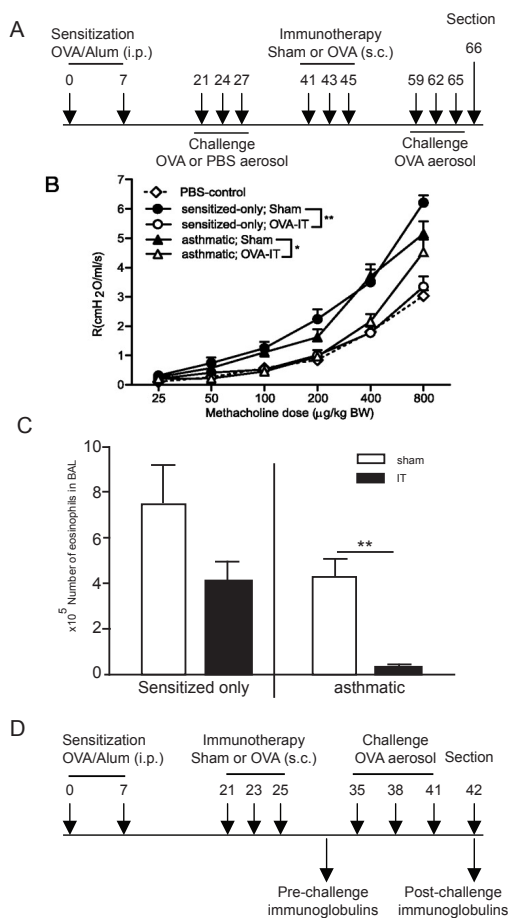 A
Sensitization
OVA/Alum (i.p.)
Immunotherapy
Sham or OVA (s.c.)
Section
0 7 21 24 27 41 43 45 59 62 65 66
Challenge
OVA or PBS aerosol
Challenge
OVA aerosol
B
R(cmH2O/ml/s)
7
6
5
4
3
2
1
0
PBS-control
sensitized-only; Sham
sensitized-only; OVA-IT
**
asthmatic; Sham
asthmatic; OVA-IT
*
25 50 100 200 400 800
Methacholine dose (µg/kg BW)
C
x10^5 Number of eosinophils in BAL
10
8
6
4
2
0
sham
IT
**
Sensitized only
asthmatic
D
Sensitization
OVA/Alum (i.p.)
Immunotherapy
Sham or OVA (s.c.)
Challenge
OVA aerosol
Section
0 7 21 23 25 35 38 41 42
Pre-challenge
immunoglobulins
Post-challenge
immunoglobulins